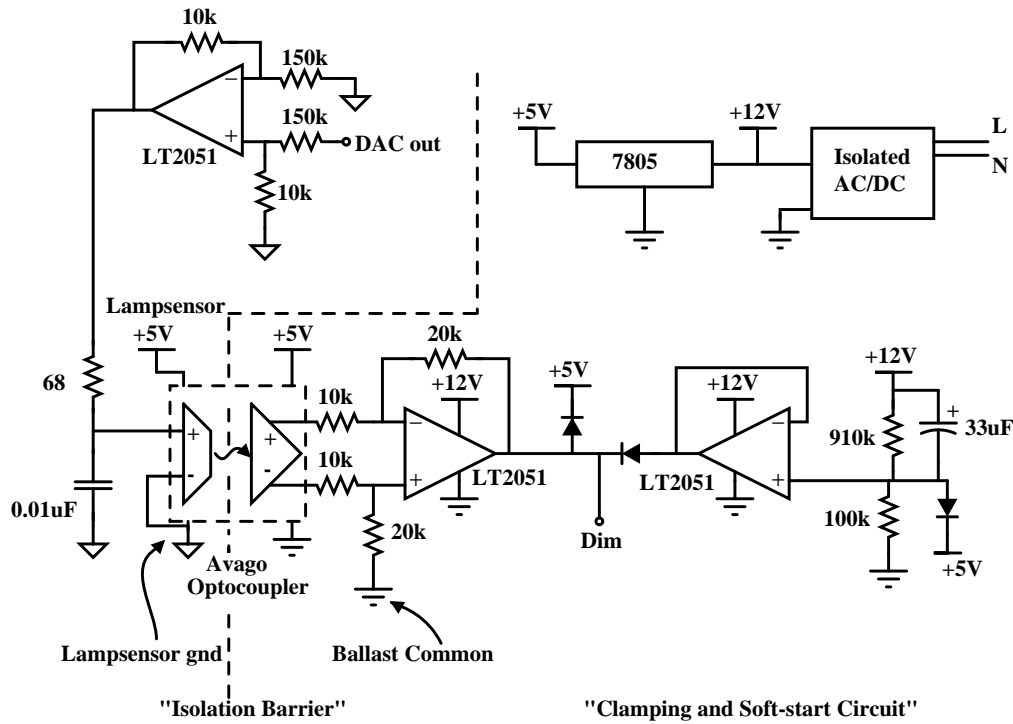 10k
150k
150k
DAC out
LT2051
10k
+5V
7805
+12V
Isolated
AC/DC
L
N
Lampsensor
+5V
+5V
68
0.01uF
10k
10k
20k
+12V
LT2051
20k
+5V
Dim
+12V
LT2051
+12V
910k
33uF
100k
+5V
Avago
Optocoupler
Lampsensor gnd
Ballast Common
"Isolation Barrier"
"Clamping and Soft-start Circuit"